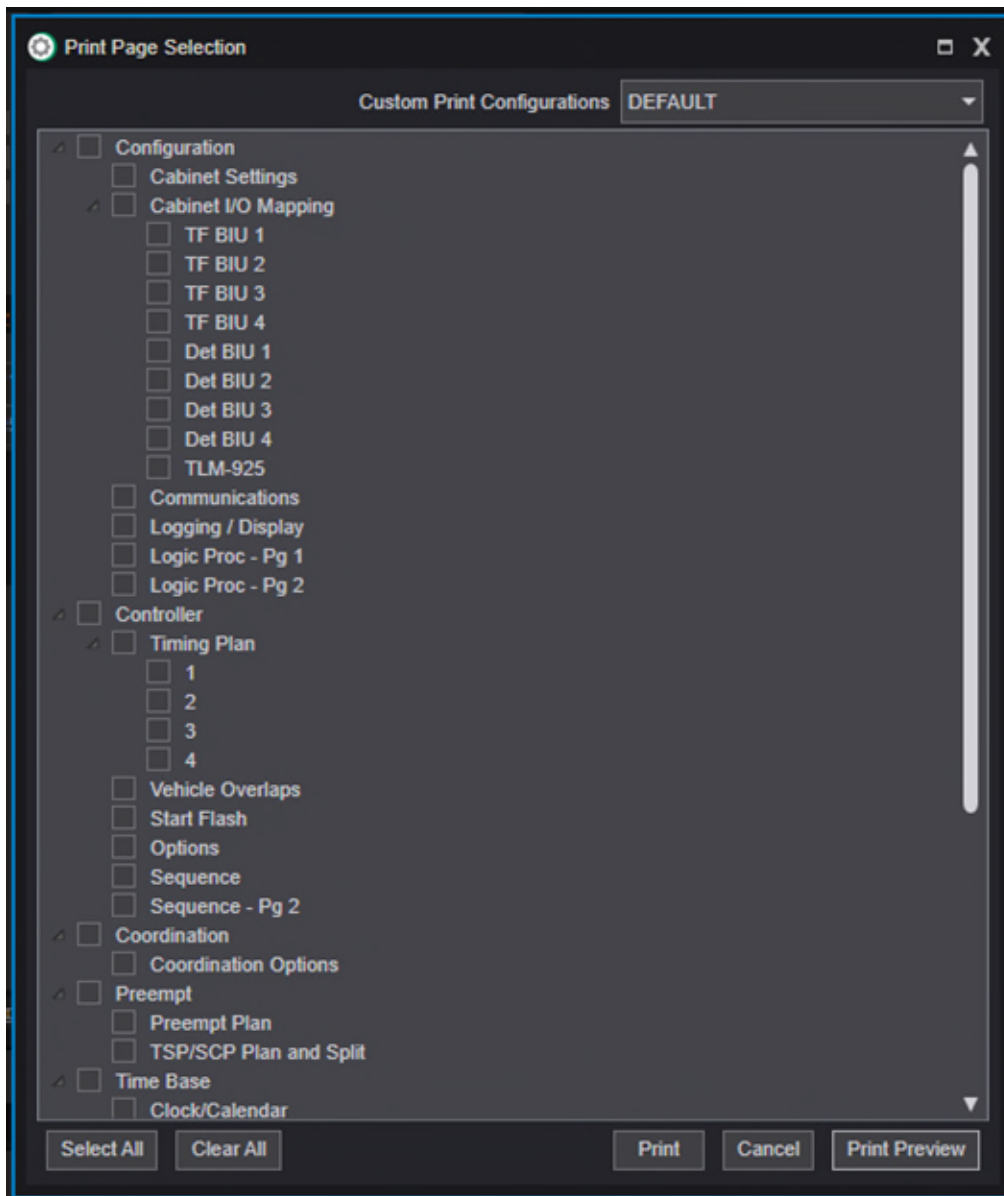 Print Page Selection
X
Custom Print Configurations DEFAULT
Configuration
Cabinet Settings
Cabinet I/O Mapping
TF BIU 1
TF BIU 2
TF BIU 3
TF BIU 4
Det BIU 1
Det BIU 2
Det BIU 3
Det BIU 4
TLM-925
Communications
Logging / Display
Logic Proc - Pg 1
Logic Proc - Pg 2
Controller
Timing Plan
1
2
3
4
Vehicle Overlaps
Start Flash
Options
Sequence
Sequence - Pg 2
Coordination
Coordination Options
Preempt
Preempt Plan
TSP/SCP Plan and Split
Time Base
Clock/Calendar
Select All Clear All Print Cancel Print Preview